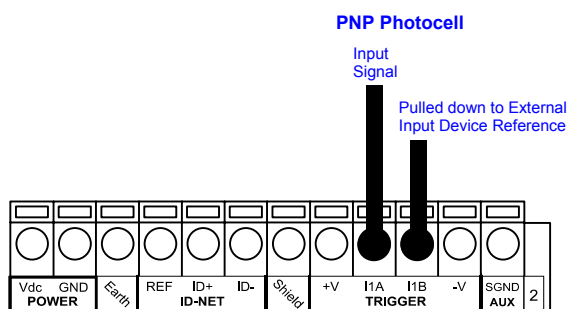 PNP Photocell
Input
Signal
Pulled down to External
Input Device Reference
Vdc GND Earth REF ID+ ID- Shield +V I1A I1B -V SGND
POWER ID-NET TRIGGER AUX 2